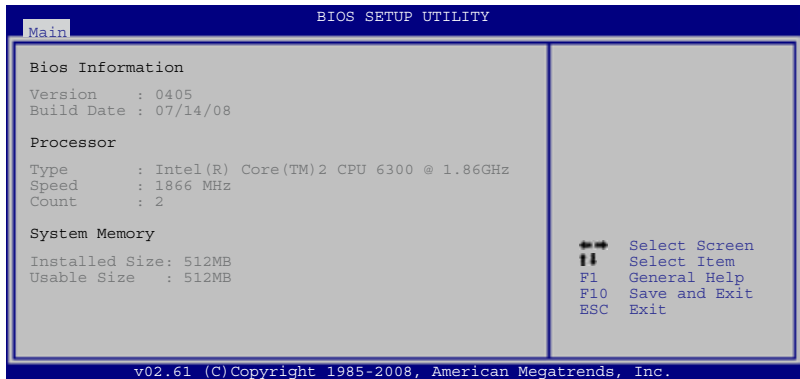 BIOS SETUP UTILITY
Main
Bios Information
Version : 0405
Build Date : 07/14/08
Processor
Type : Intel(R) Core(TM)2 CPU 6300 @ 1.86GHz
Speed : 1866 MHz
Count : 2
System Memory
Installed Size: 512MB
Usable Size : 512MB
Select Screen
Select Item
F1 General Help
F10 Save and Exit
ESC Exit
v02.61 (C)Copyright 1985-2008, American Megatrends, Inc.